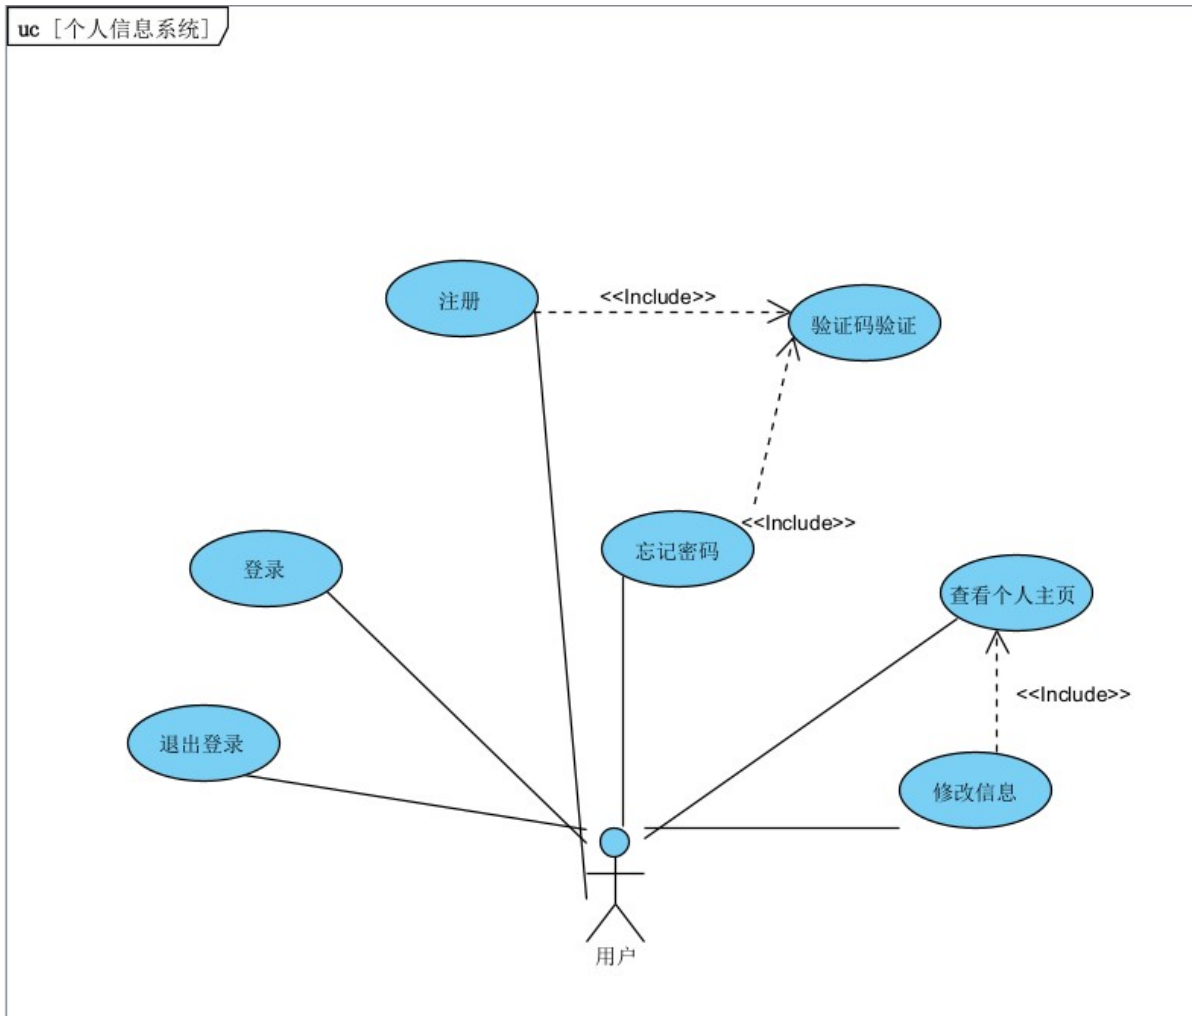 uc [个人信息系统]
注册
<<Include>>
验证码验证
忘记密码
<<Include>>
登录
查看个人主页
<<Include>>
退出登录
修改信息
用户